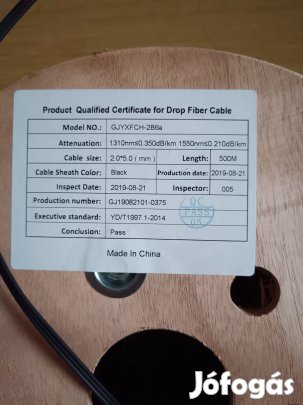 Product Qualified Certificate for Drop Fiber Cable
Model NO.: GJYXFCH-2B6a
Attenuation: 1310nm≤0.350dB/km 1550nm≤0.210dB/km
Cable size: 2.0*5.0 ( mm ) Length: 500M
Cable Sheath Color: Black Production date: 2019-08-21
Inspect Date: 2019-08-21 Inspector: 005
Production number: GJ19082101-0375
QC
PASS
05
Executive standard: YD/T1997.1-2014
Conclusion: Pass
Made In China
Jófogás